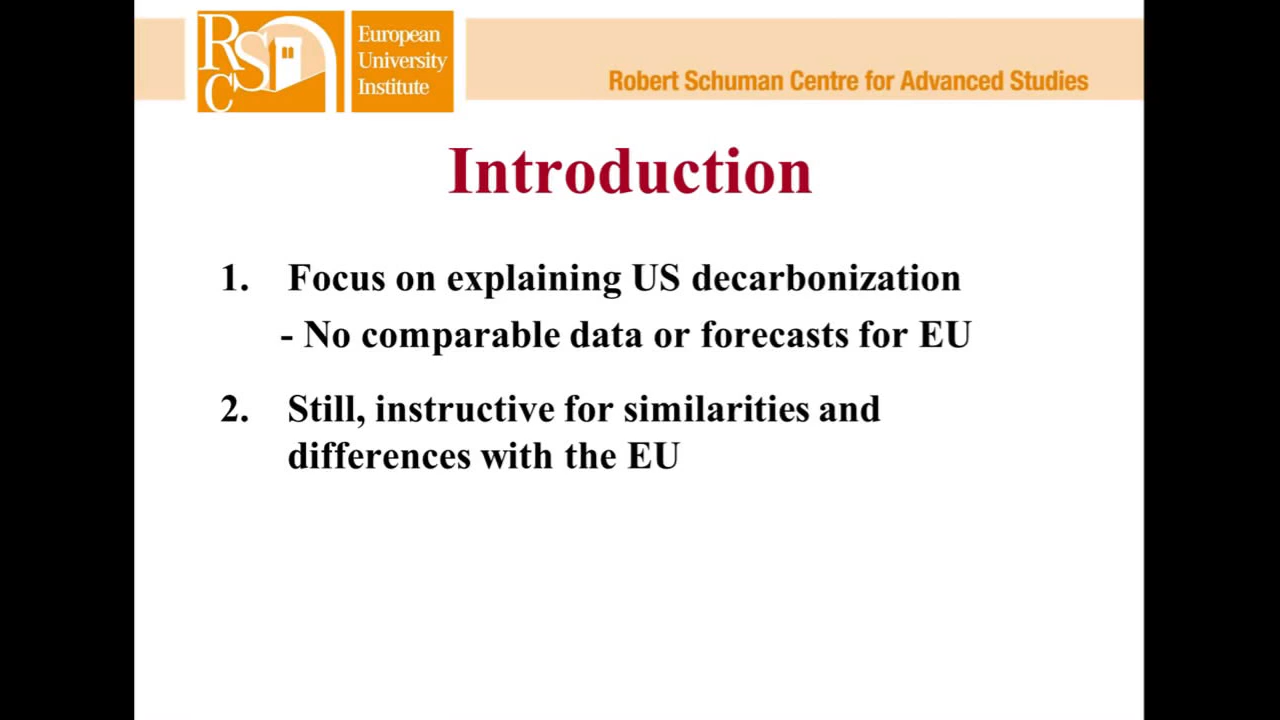 RSC
European
University
Institute
Robert Schuman Centre for Advanced Studies
Introduction
1. Focus on explaining US decarbonization
- No comparable data or forecasts for EU
2. Still, instructive for similarities and
differences with the EU